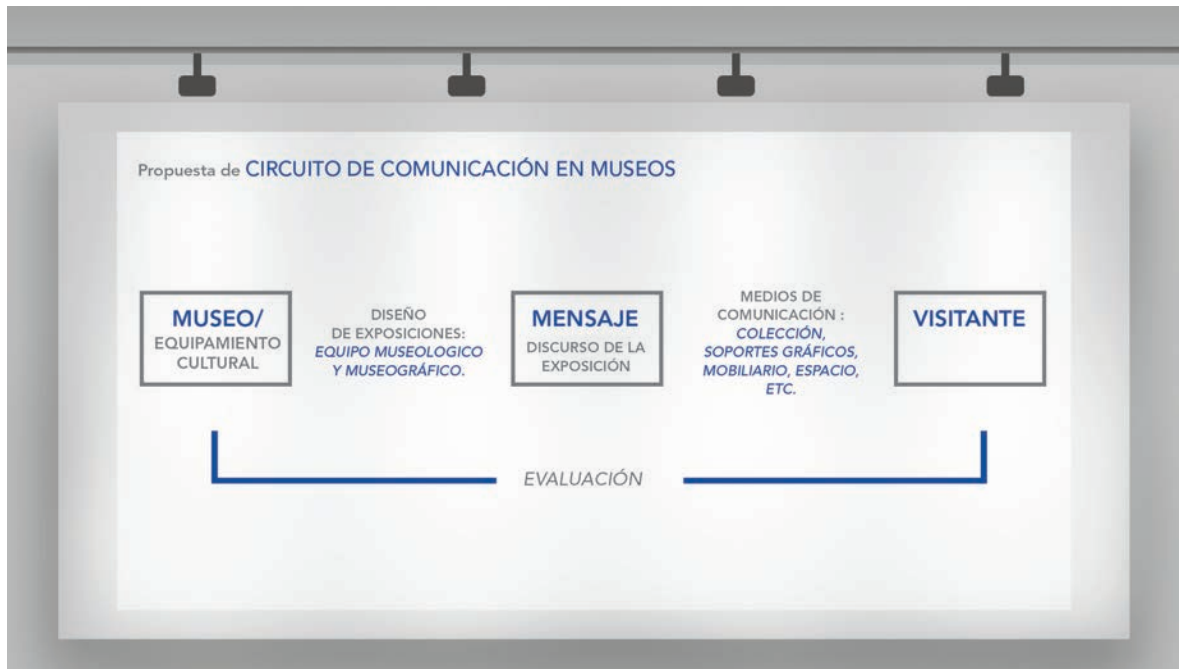 Propuesta de CIRCUITO DE COMUNICACIÓN EN MUSEOS
MUSEO/
EQUIPAMIENTO
CULTURAL
DISEÑO
DE EXPOSICIONES:
EQUIPO MUSEOLOGICO
Y MUSEOGRÁFICO.
MENSAJE
DISCURSO DE LA
EXPOSICIÓN
MEDIOS DE
COMUNICACIÓN :
COLECCIÓN,
SOPORTES GRÁFICOS,
MOBILIARIO, ESPACIO,
ETC.
VISITANTE
EVALUACIÓN